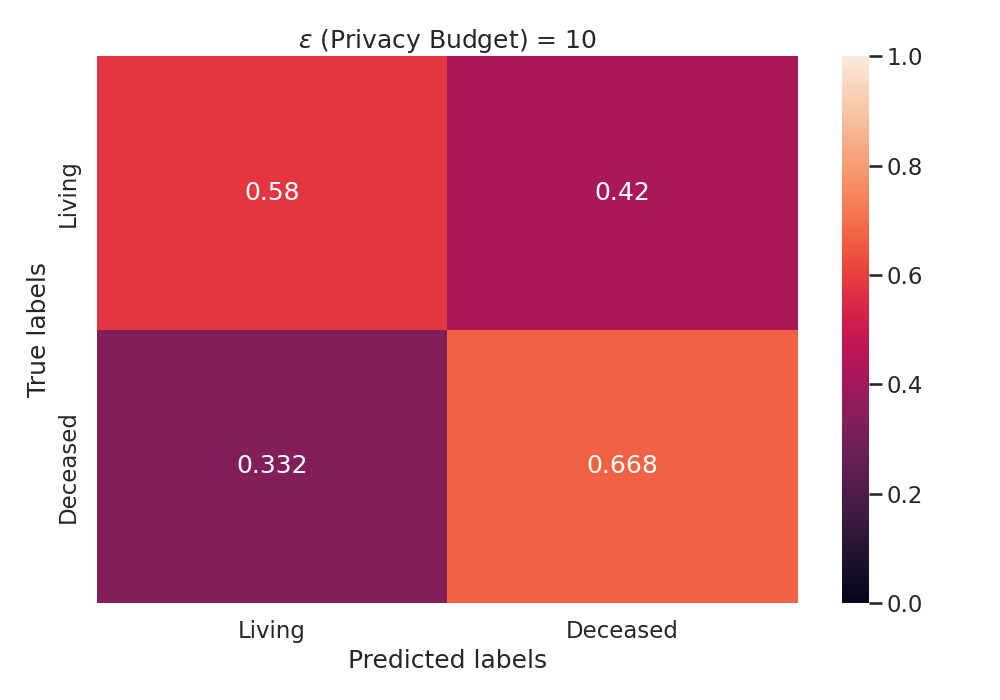 ε (Privacy Budget) = 10
Living
0.58
0.42
Deceased
0.332
0.668
True labels
Living
Deceased
Predicted labels
1.0
0.8
0.6
0.4
0.2
0.0